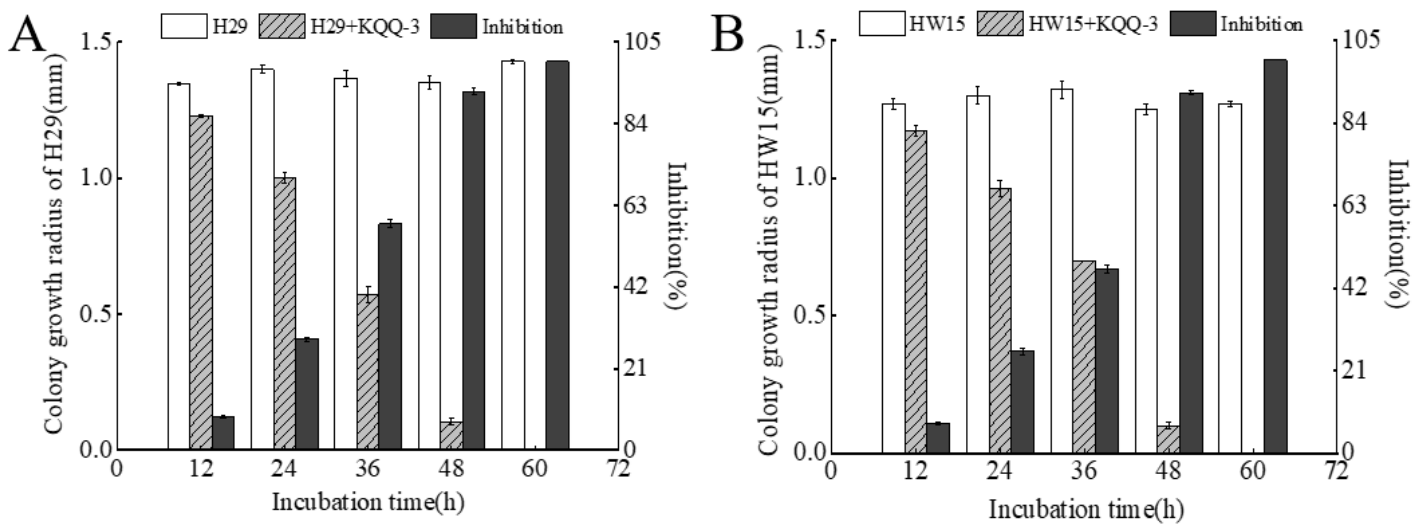 A
H29 H29+KQQ-3 Inhibition
Colony growth radius of H29(mm)
1.5
1.0
0.5
0.0
105
84
63
42
21
0
Inhibition(%)
0 12 24 36 48 60 72
Incubation time(h)
B
HW15 HW15+KQQ-3 Inhibition
Colony growth radius of HW15(mm)
1.5
1.0
0.5
0.0
105
84
63
42
21
0
Inhibition(%)
0 12 24 36 48 60 72
Incubation time(h)